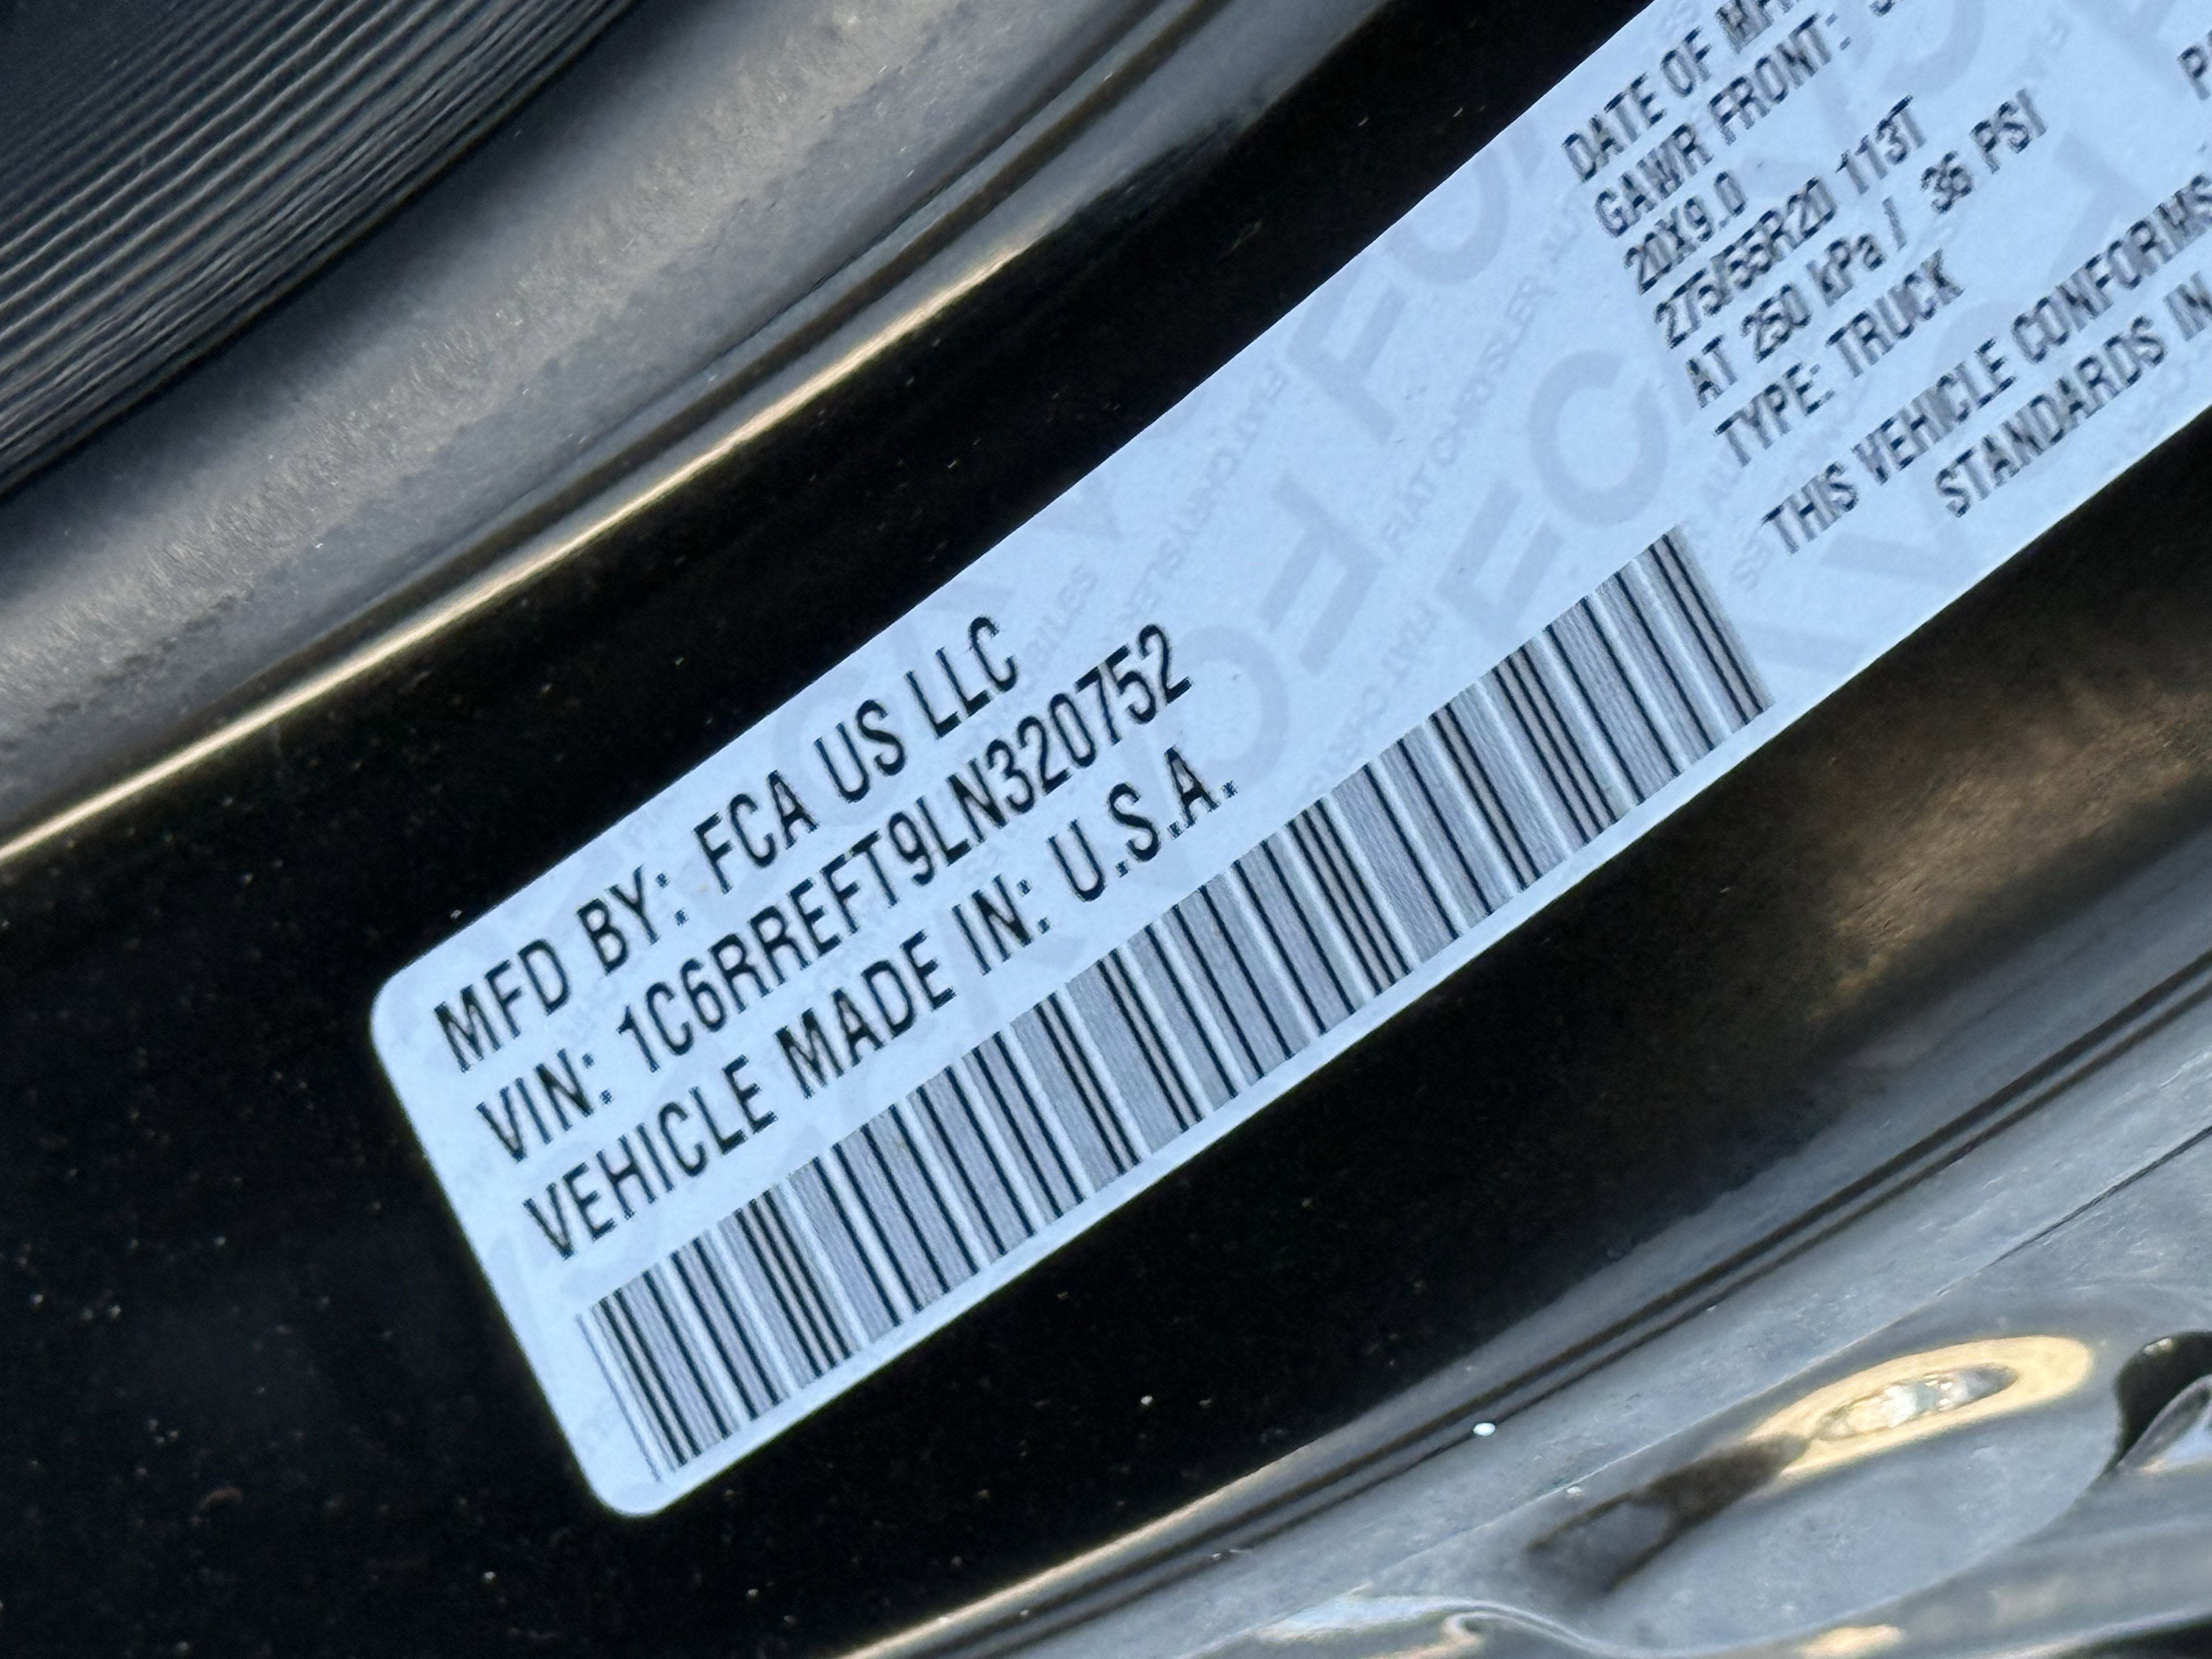 MFD BY: FCA US LLC
VIN: 1C6RREFT9LN320752
VEHICLE MADE IN: U.S.A.
DATE OF
GAWR FRONT:
20X9.0
275/55R20 113T
AT 250 kPa / 36 PSI
TYPE: TRUCK
THIS VEHICLE CONFORMS
STANDARDS IN